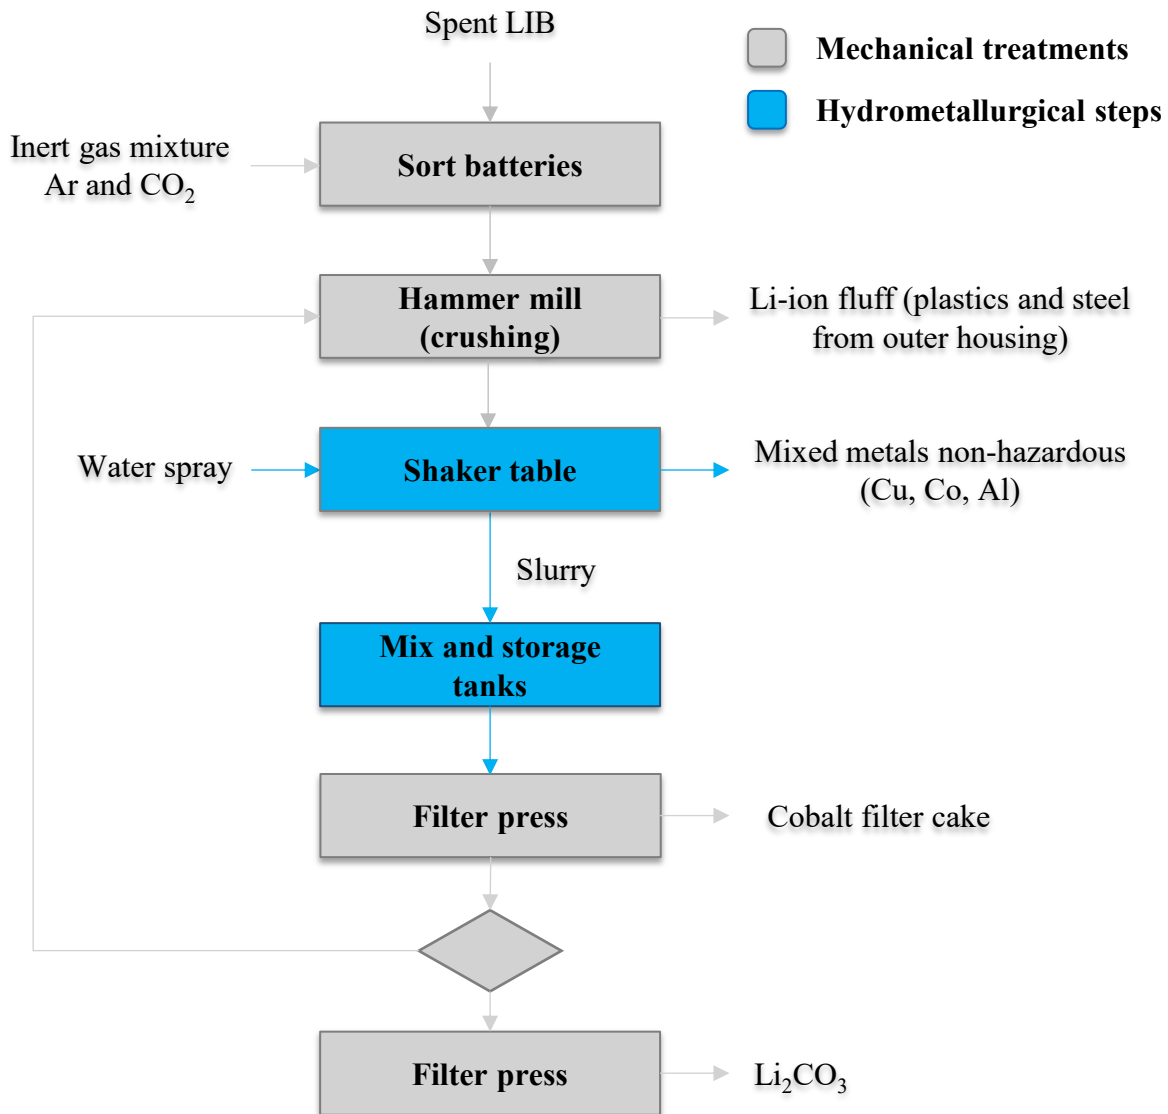 Spent LIB
Mechanical treatments
Hydrometallurgical steps
Inert gas mixture
Ar and CO₂
Sort batteries
Hammer mill
(crushing)
Li-ion fluff (plastics and steel
from outer housing)
Water spray
Shaker table
Mixed metals non-hazardous
(Cu, Co, Al)
Slurry
Mix and storage
tanks
Filter press
Cobalt filter cake
Filter press
Li₂CO₃